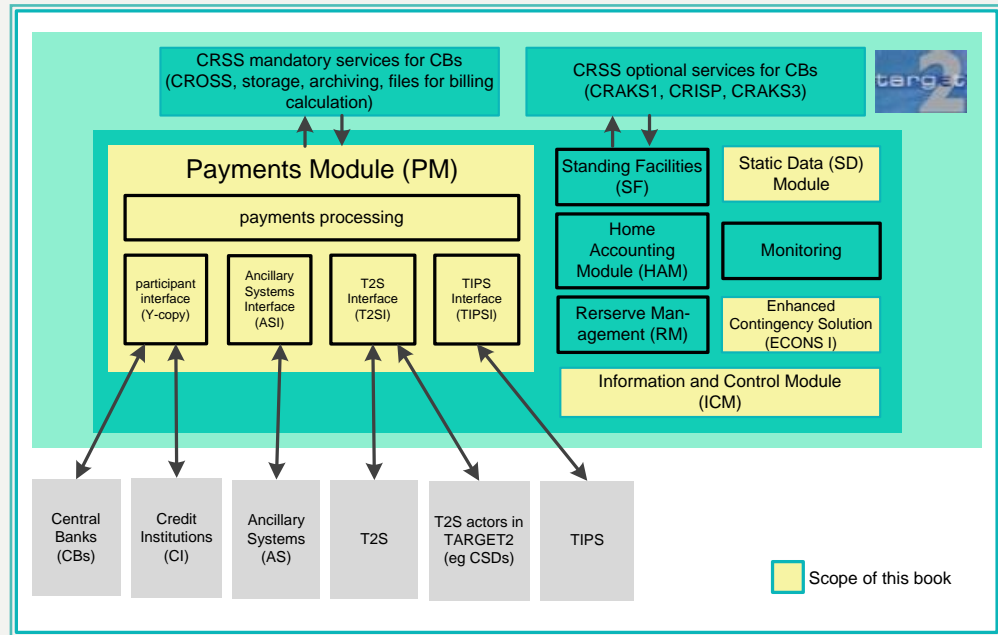 CRSS mandatory services for CBs
(CROSS, storage, archiving, files for billing
calculation)
CRSS optional services for CBs
(CRAKS1, CRISP, CRAKS3)
target
2
Payments Module (PM)
payments processing
participant
interface
(Y-copy)
Ancillary
Systems
Interface
(ASI)
T2S
Interface
(T2SI)
TIPS
Interface
(TIPSI)
Standing Facilities
(SF)
Static Data (SD)
Module
Home
Accounting
Module (HAM)
Monitoring
Rerserve Man-
agement (RM)
Enhanced
Contingency Solution
(ECONS I)
Information and Control Module
(ICM)
Central
Banks
(CBs)
Credit
Institutions
(CI)
Ancillary
Systems
(AS)
T2S
T2S actors in
TARGET2
(eg CSDs)
TIPS
Scope of this book